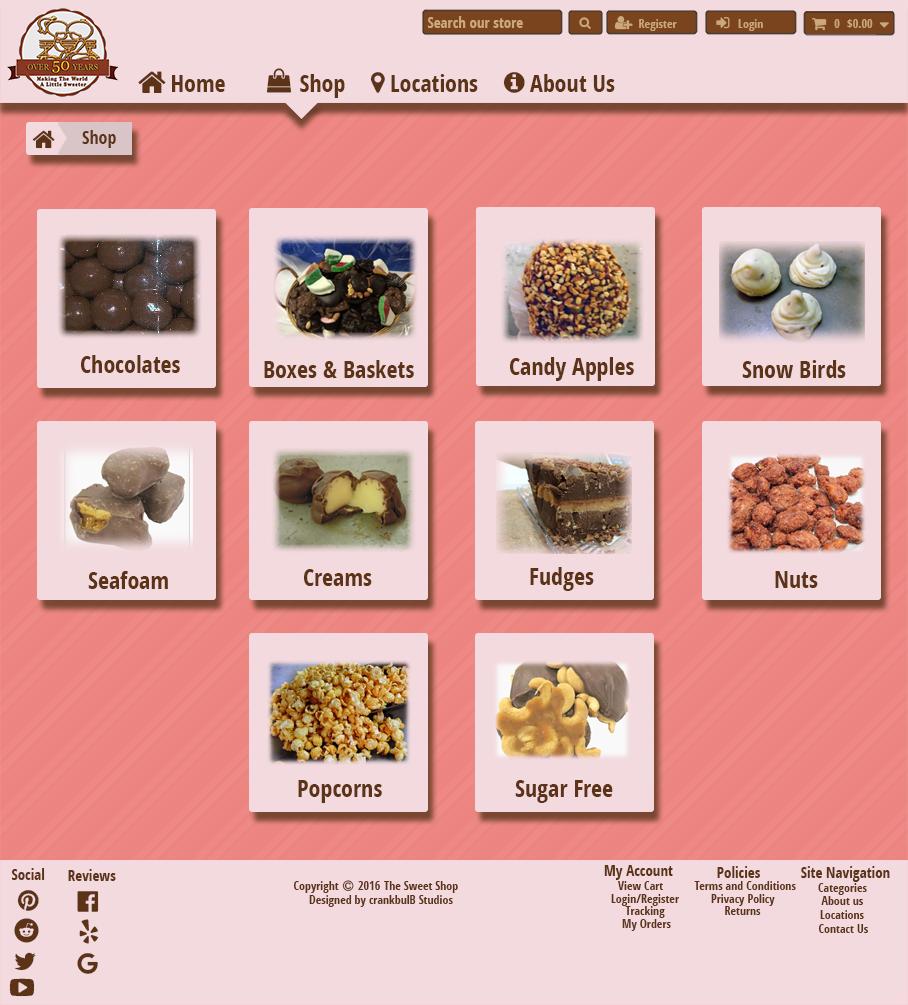 Search our store
Register
Login
0 $0.00
OVER 50 YEARS
Making The World
A Little Sweeter
Home
Shop
Locations
About Us
Shop
Chocolates
Boxes & Baskets
Candy Apples
Snow Birds
Seafoam
Creams
Fudges
Nuts
Popcorns
Sugar Free
Social
Reviews
Copyright © 2016 The Sweet Shop
Designed by crankbulB Studios
My Account
View Cart
Login/Register
Tracking
My Orders
Policies
Terms and Conditions
Privacy Policy
Returns
Site Navigation
Categories
About us
Locations
Contact Us